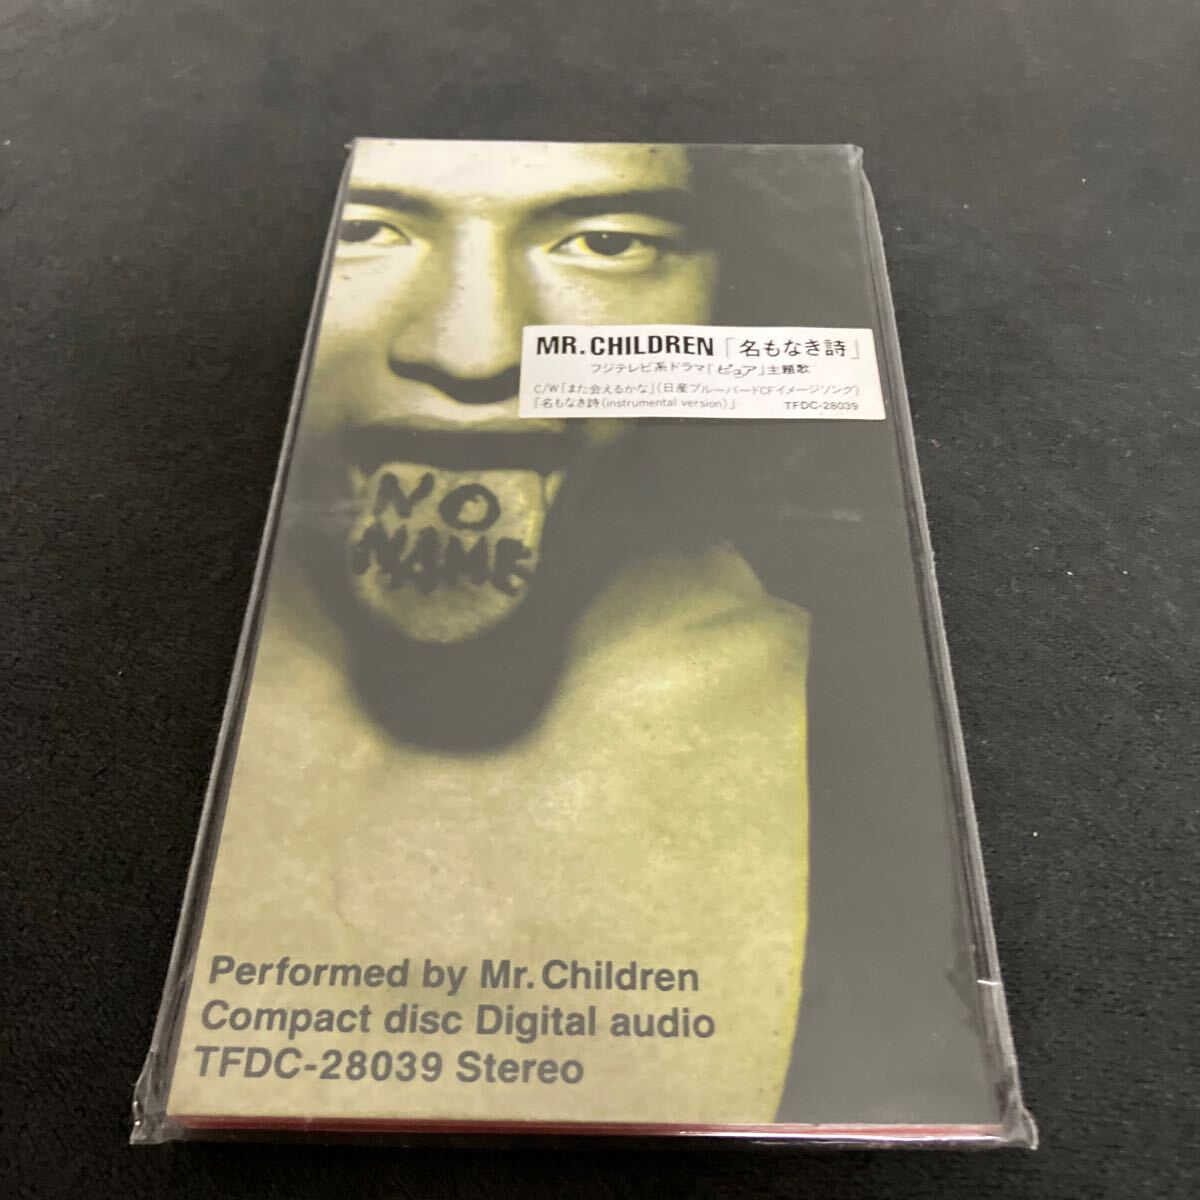 MR.CHILDREN「名もなき詩」
フジテレビ系ドラマ「ピュア」主題歌
C/W「また会えるかな」(日産ブルーバードCFイメージソング)
「名もなき詩(instrumental version)」 TFDC-28039
NO
NAME
Performed by Mr. Children
Compact disc Digital audio
TFDC-28039 Stereo